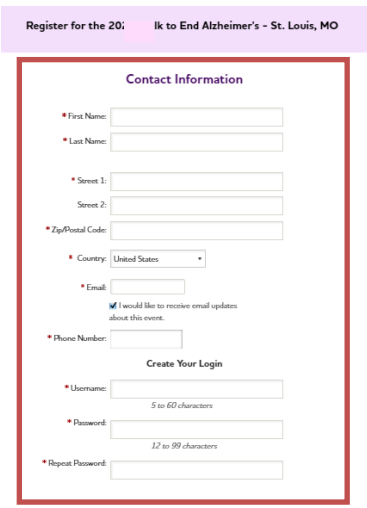 Register for the 202 lk to End Alzheimer's - St. Louis, MO
Contact Information
* First Name:
* Last Name:
* Street 1:
Street 2:
* Zip/Postal Code:
* Country: United States
* Email:
I would like to receive email updates
about this event.
* Phone Number:
Create Your Login
* Username:
5 to 60 characters
* Password:
12 to 99 characters
* Repeat Password: